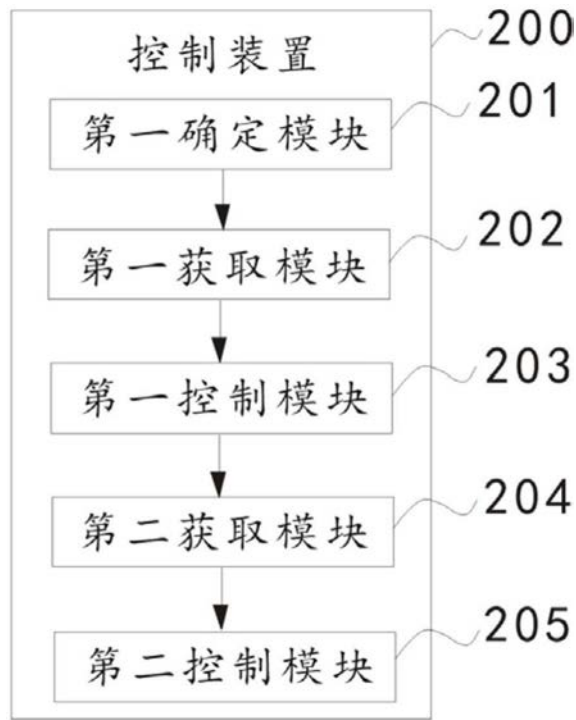 200
控制装置
201
第一确定模块
202
第一获取模块
203
第一控制模块
204
第二获取模块
205
第二控制模块